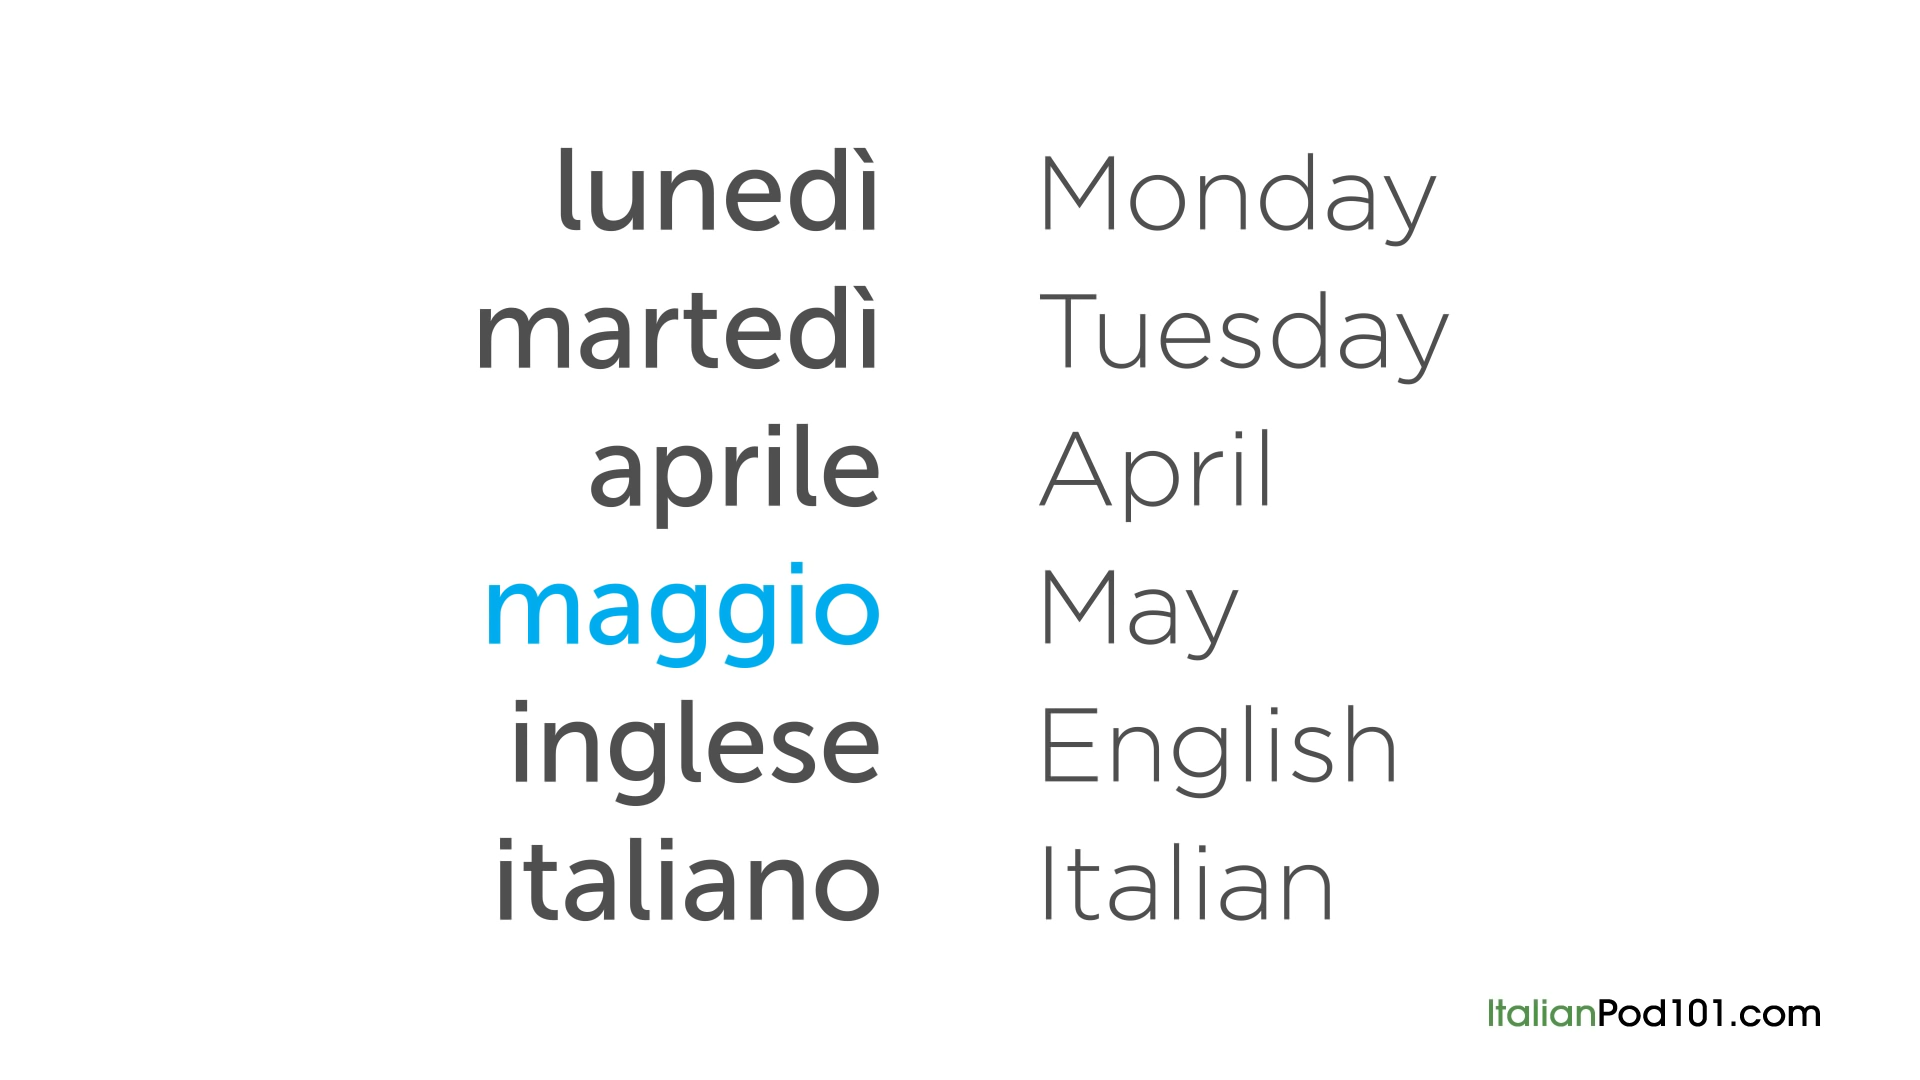 lunedì Monday
martedì Tuesday
aprile April
maggio May
inglese English
italiano Italian
ItalianPod101.com